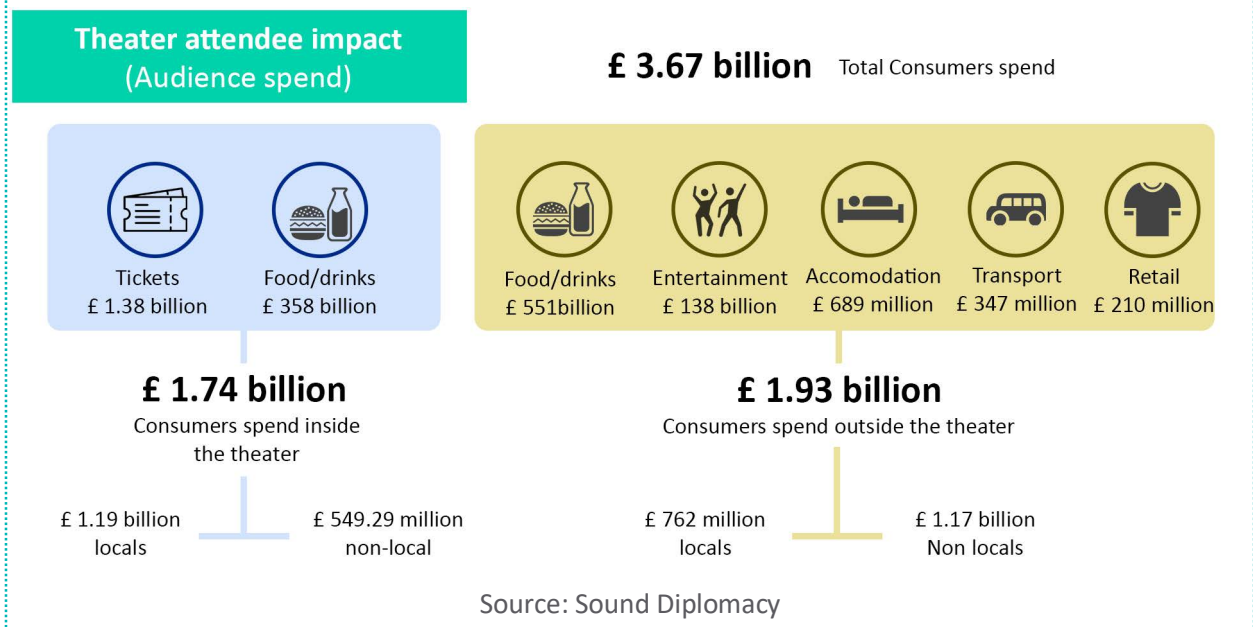 Theater attendee impact
(Audience spend)
£ 3.67 billion Total Consumers spend
Tickets
£ 1.38 billion
Food/drinks
£ 358 billion
Food/drinks
£ 551billion
Entertainment
£ 138 billion
Accomodation
£ 689 million
Transport
£ 347 million
Retail
£ 210 million
£ 1.74 billion
Consumers spend inside
the theater
£ 1.93 billion
Consumers spend outside the theater
£ 1.19 billion
locals
£ 549.29 million
non-local
£ 762 million
locals
£ 1.17 billion
Non locals
Source: Sound Diplomacy